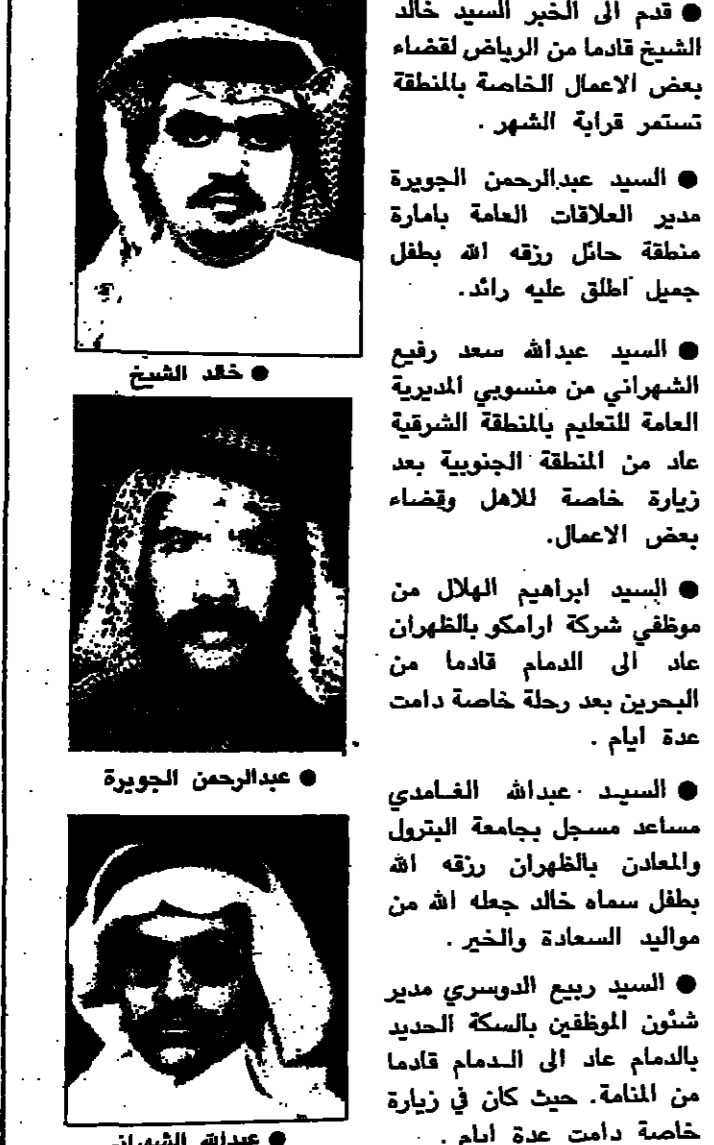 ● قدم الى الخبر السيد خالد
الشيخ قادما من الرياض لقضاء
بعض الاعمال الخاصة بالمنطقة
تستمر قرابة الشهر .
● السيد عبدالرحمن الجويرة
مدير العلاقات العامة بامارة
منطقة حائل رزقه الله بطفل
جميل اطلق عليه رائد.
● السيد عبدالله سعد رفيع
الشهراني من منسوبي المديرية
العامة للتعليم بالمنطقة الشرقية
عاد من المنطقة الجنوبية بعد
زيارة خاصة للاهل وقضاء
بعض الاعمال.
● السيد ابراهيم الهلال من
موظفي شركة ارامكو بالظهران
عاد الى الدمام قادما من
البحرين بعد رحلة خاصة دامت
عدة ايام .
● السيد عبدالله الغامدي
مساعد مسجل بجامعة البترول
والمعادن بالظهران رزقه الله
بطفل سماه خالد جعله الله من
مواليد السعادة والخير .
● السيد ربيع الدوسري مدير
شئون الموظفين بالسكة الحديد
بالدمام عاد الى الدمام قادما
من المنامة. حيث كان في زيارة
خاصة دامت عدة ايام .
● خالد الشيخ
● عبدالرحمن الجويرة
● عبدالله الشهراني